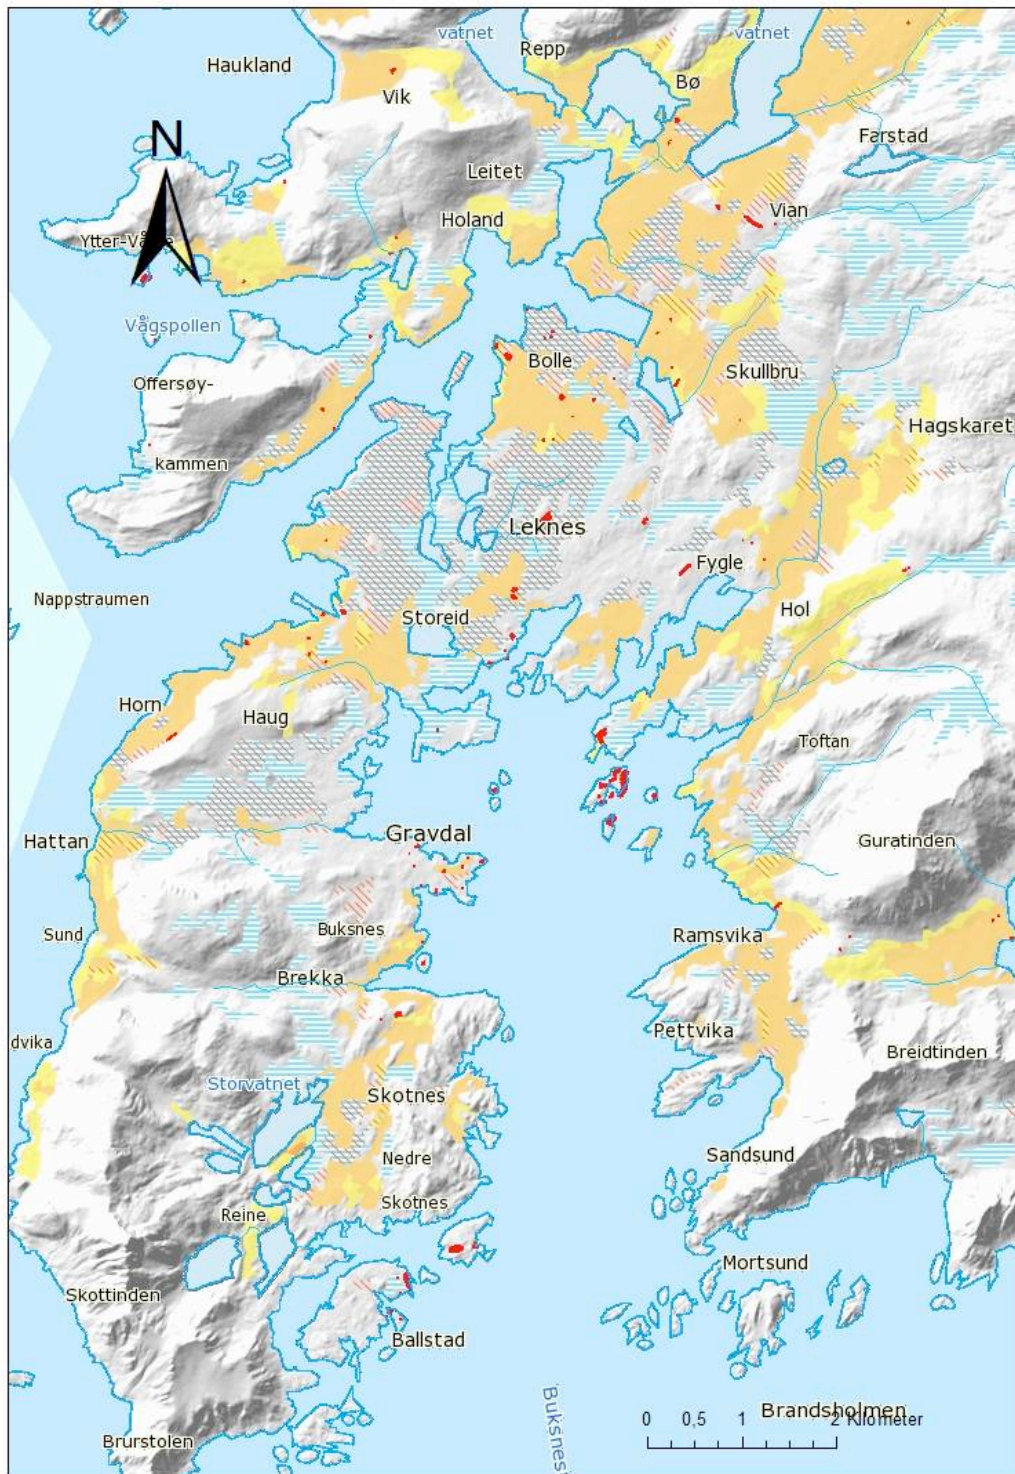 vatnet
Repp
vatnet
Haukland
Bø
Vik
N
Farstad
Leitet
Holand
Vian
Vågspollen
Bolle
Skullbru
Offersøy-
kammen
Hagskaret
Leknes
Fygle
Nappstraumen
Storeid
Hol
Horn
Haug
Toftan
Hattan
Gravdal
Guratinden
Sund
Buksnes
Ramsvika
Brekka
Pettvika
dvika
Breidtinden
Storvatnet
Skotnes
Sandsund
Nedre
Skotnes
Reine
Mortsund
Skottinden
Ballstad
Buksnes
Brandsholmen
0 0,5 1 2 Kilometer
Brurstolen